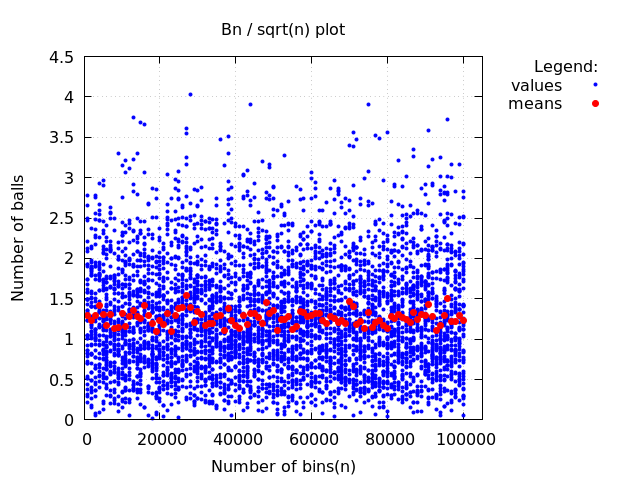 Bn / sqrt(n) plot
Legend:
values
means
Number of balls
4.5
4
3.5
3
2.5
2
1.5
1
0.5
0
0 20000 40000 60000 80000 100000
Number of bins(n)